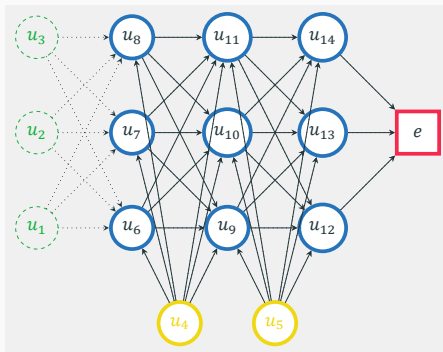 u₃ u₈ u₁₁ u₁₄
u₂ u₇ u₁₀ u₁₃ e
u₁ u₆ u₉ u₁₂
u₄ u₅